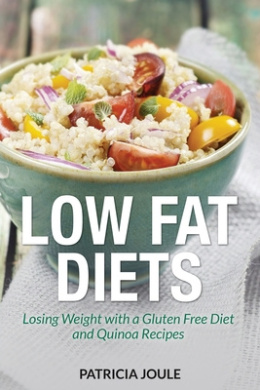 LOW FAT
DIETS
Losing Weight with a Gluten Free Diet
and Quinoa Recipes
PATRICIA JOULE